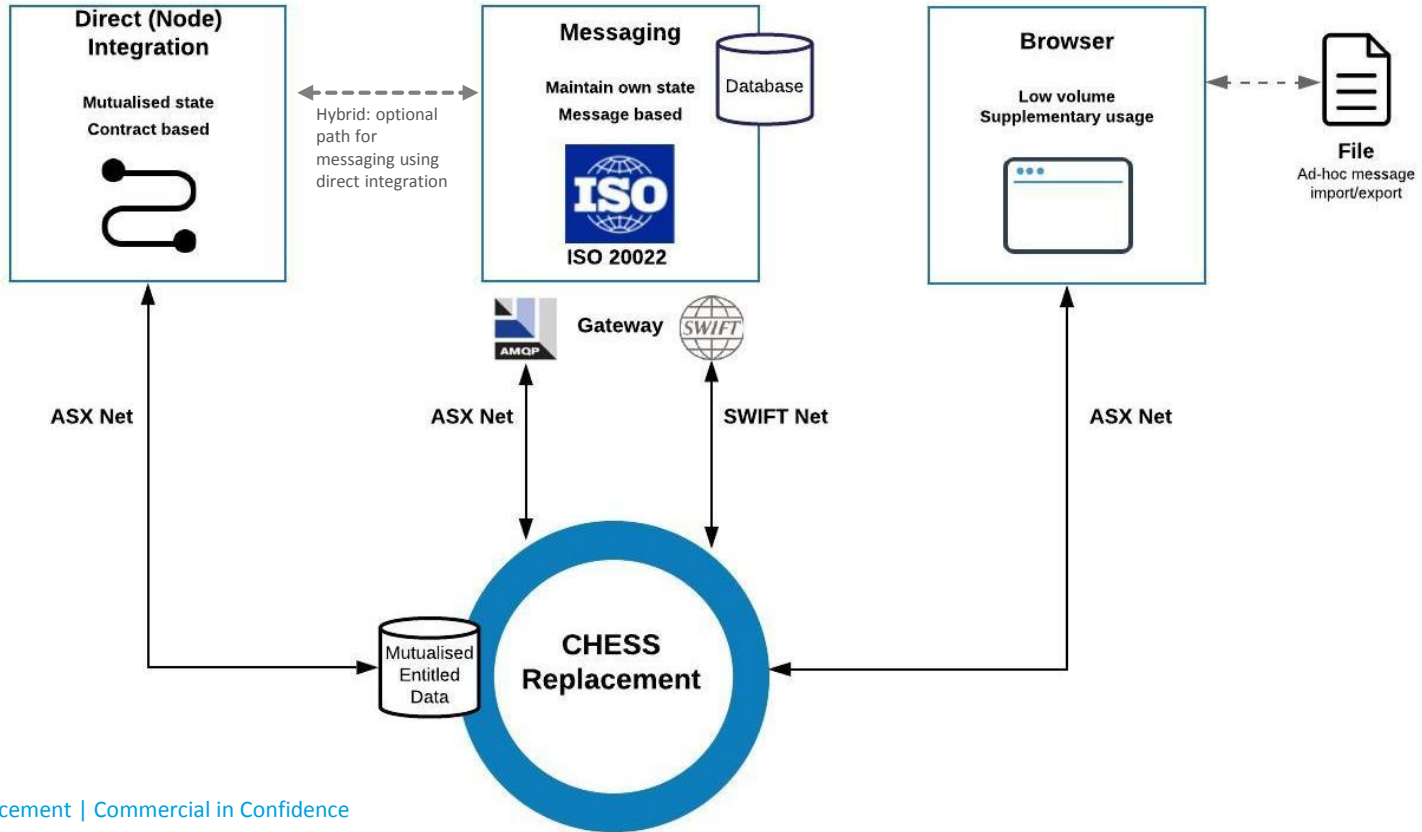 Direct (Node)
Integration
Mutualised state
Contract based
Hybrid: optional
path for
messaging using
direct integration
Messaging
Maintain own state
Message based
Database
ISO
ISO 20022
Browser
Low volume
Supplementary usage
File
Ad-hoc message
import/export
AMQP
Gateway
SWIFT
ASX Net
ASX Net
SWIFT Net
ASX Net
Mutualised
Entitled
Data
CHESS
Replacement
cement | Commercial in Confidence